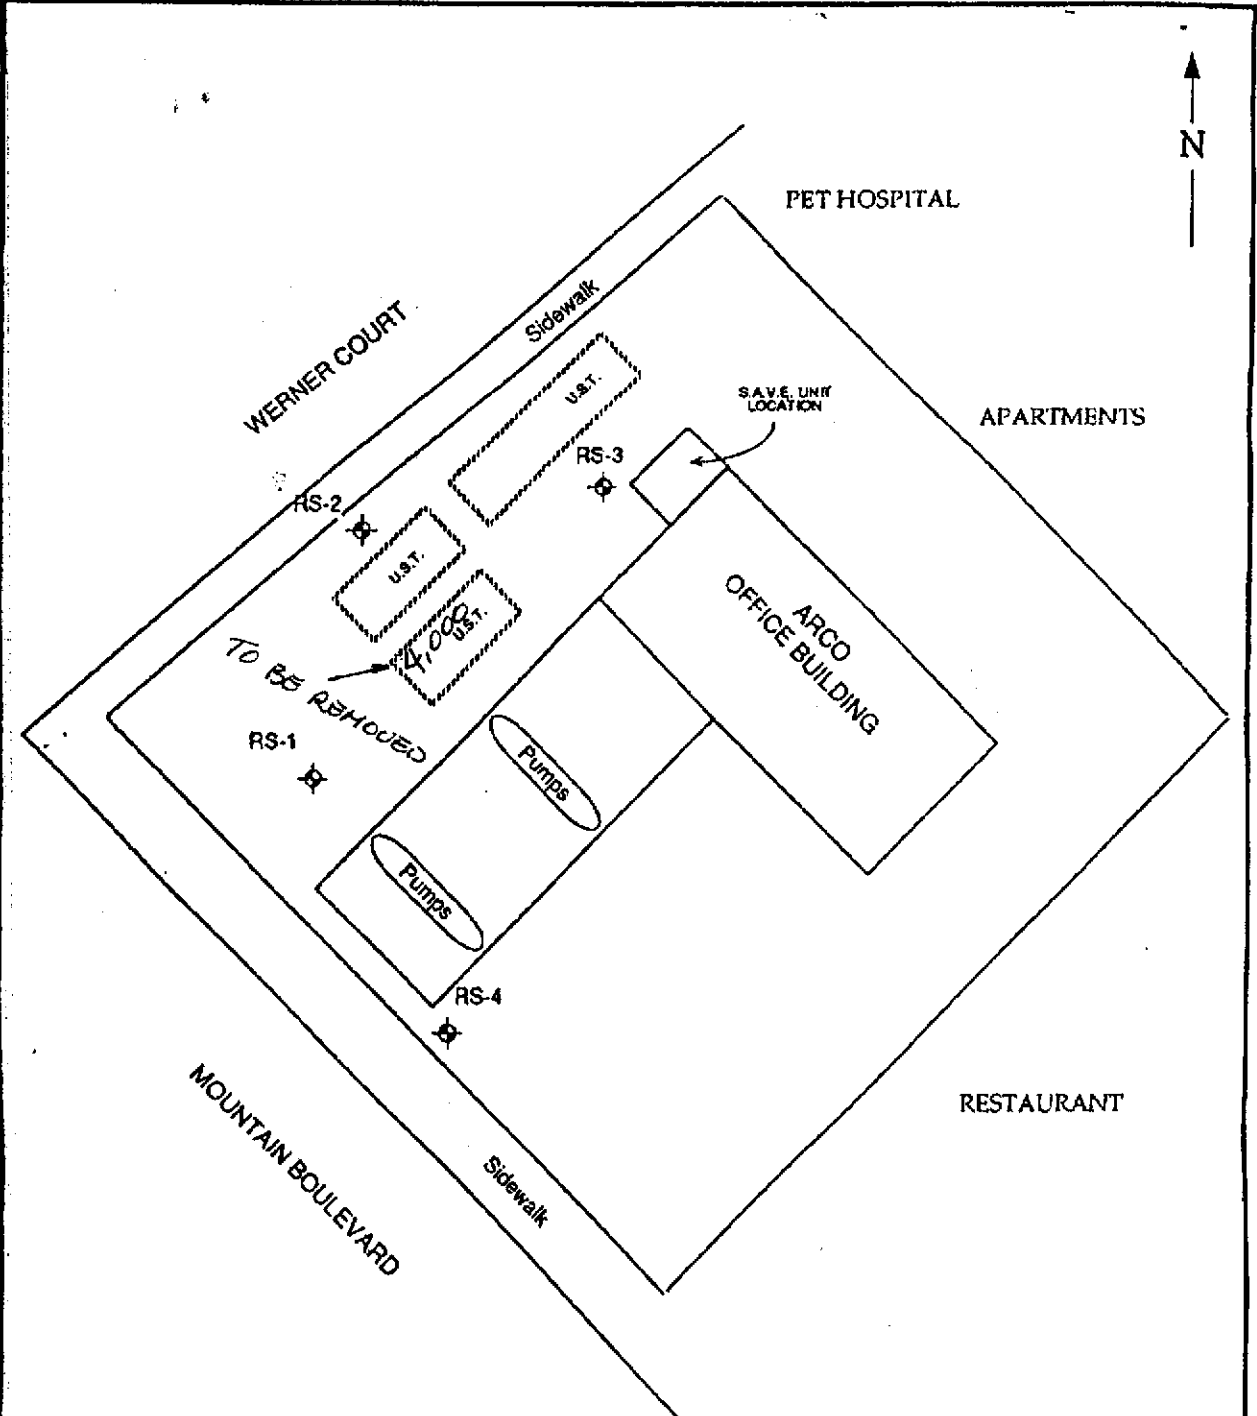 N
PET HOSPITAL
Sidewalk
WERNER COURT
U.S.T.
S.A.V.E. UNIT
LOCATION
APARTMENTS
RS-3
RS-2
U.S.T.
4,000
U.S.T.
ARCO
OFFICE BUILDING
TO BE REMOVED
RS-1
Pumps
Pumps
RS-4
MOUNTAIN BOULEVARD
RESTAURANT
Sidewalk